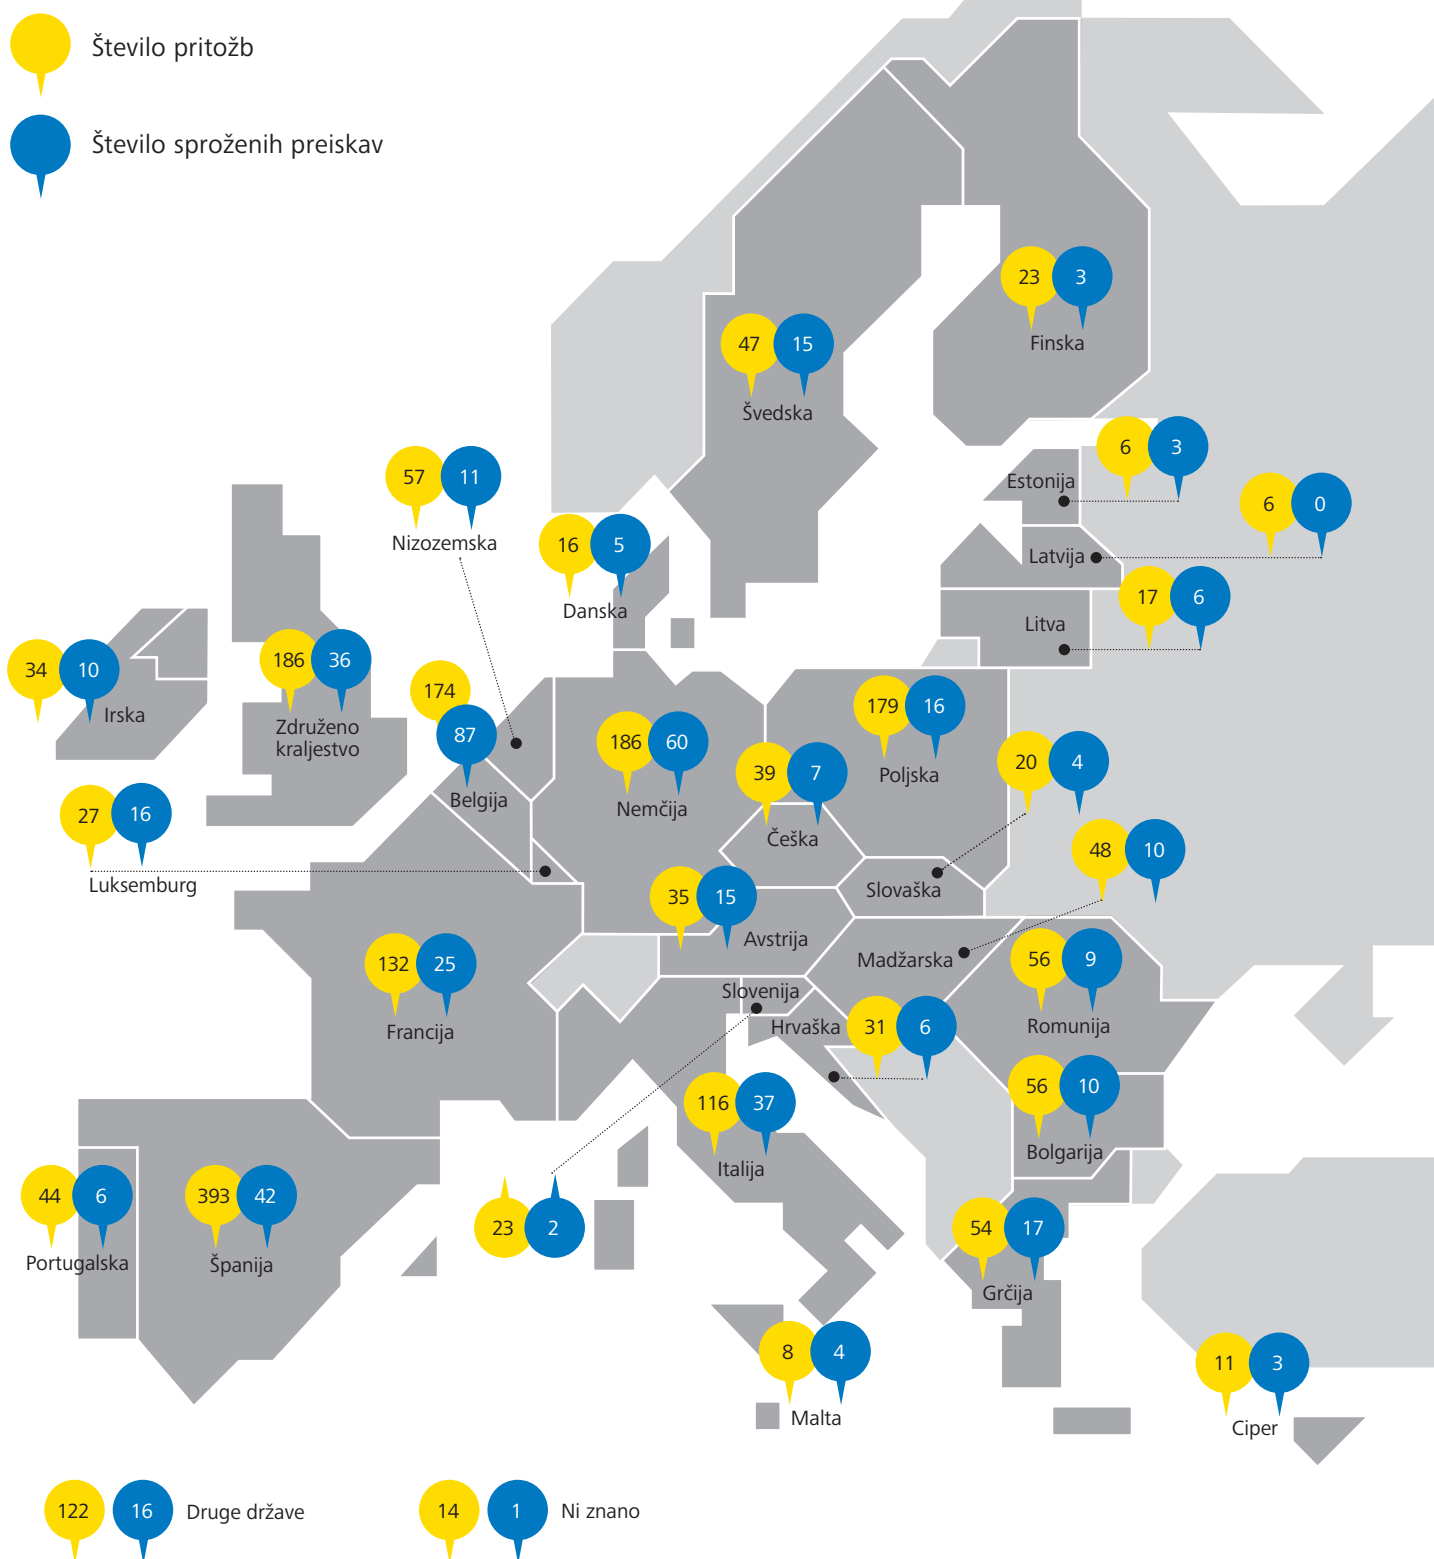 Število pritožb
Število sproženih preiskav
23
3
Finska
47
15
Švedska
6
3
Estonija
57
11
Nizozemska
6
0
Latvija
16
5
Danska
17
6
Litva
34
10
Irska
186
36
Združeno
kraljestvo
174
87
Belgija
186
60
Nemčija
179
16
Poljska
39
7
Češka
20
4
Slovaška
27
16
Luksemburg
48
10
Madžarska
35
15
Avstrija
132
25
Francija
Slovenija
56
9
Romunija
Hrvaška
31
6
56
10
Bolgarija
116
37
Italija
44
6
Portugalska
393
42
Španija
23
2
54
17
Grčija
8
4
Malta
11
3
Ciper
122
16
Druge države
14
1
Ni znano